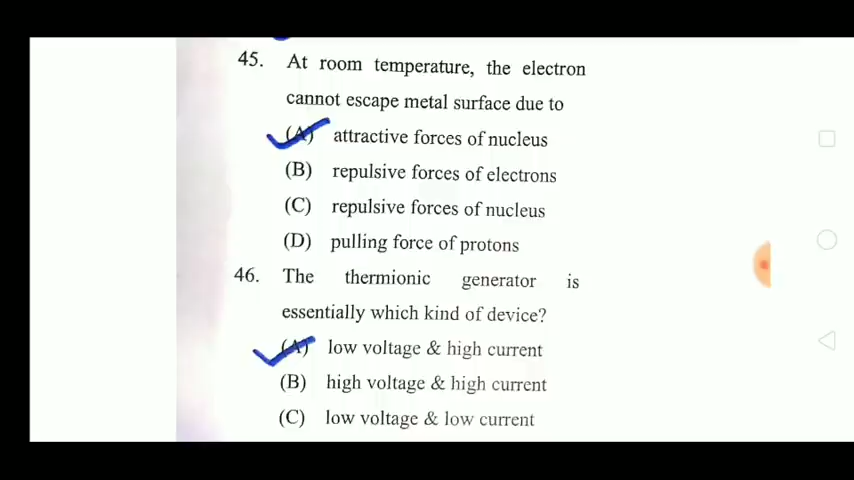 45. At room temperature, the electron
cannot escape metal surface due to
(A) attractive forces of nucleus
(B) repulsive forces of electrons
(C) repulsive forces of nucleus
(D) pulling force of protons
46. The thermionic generator is
essentially which kind of device?
(A) low voltage & high current
(B) high voltage & high current
(C) low voltage & low current